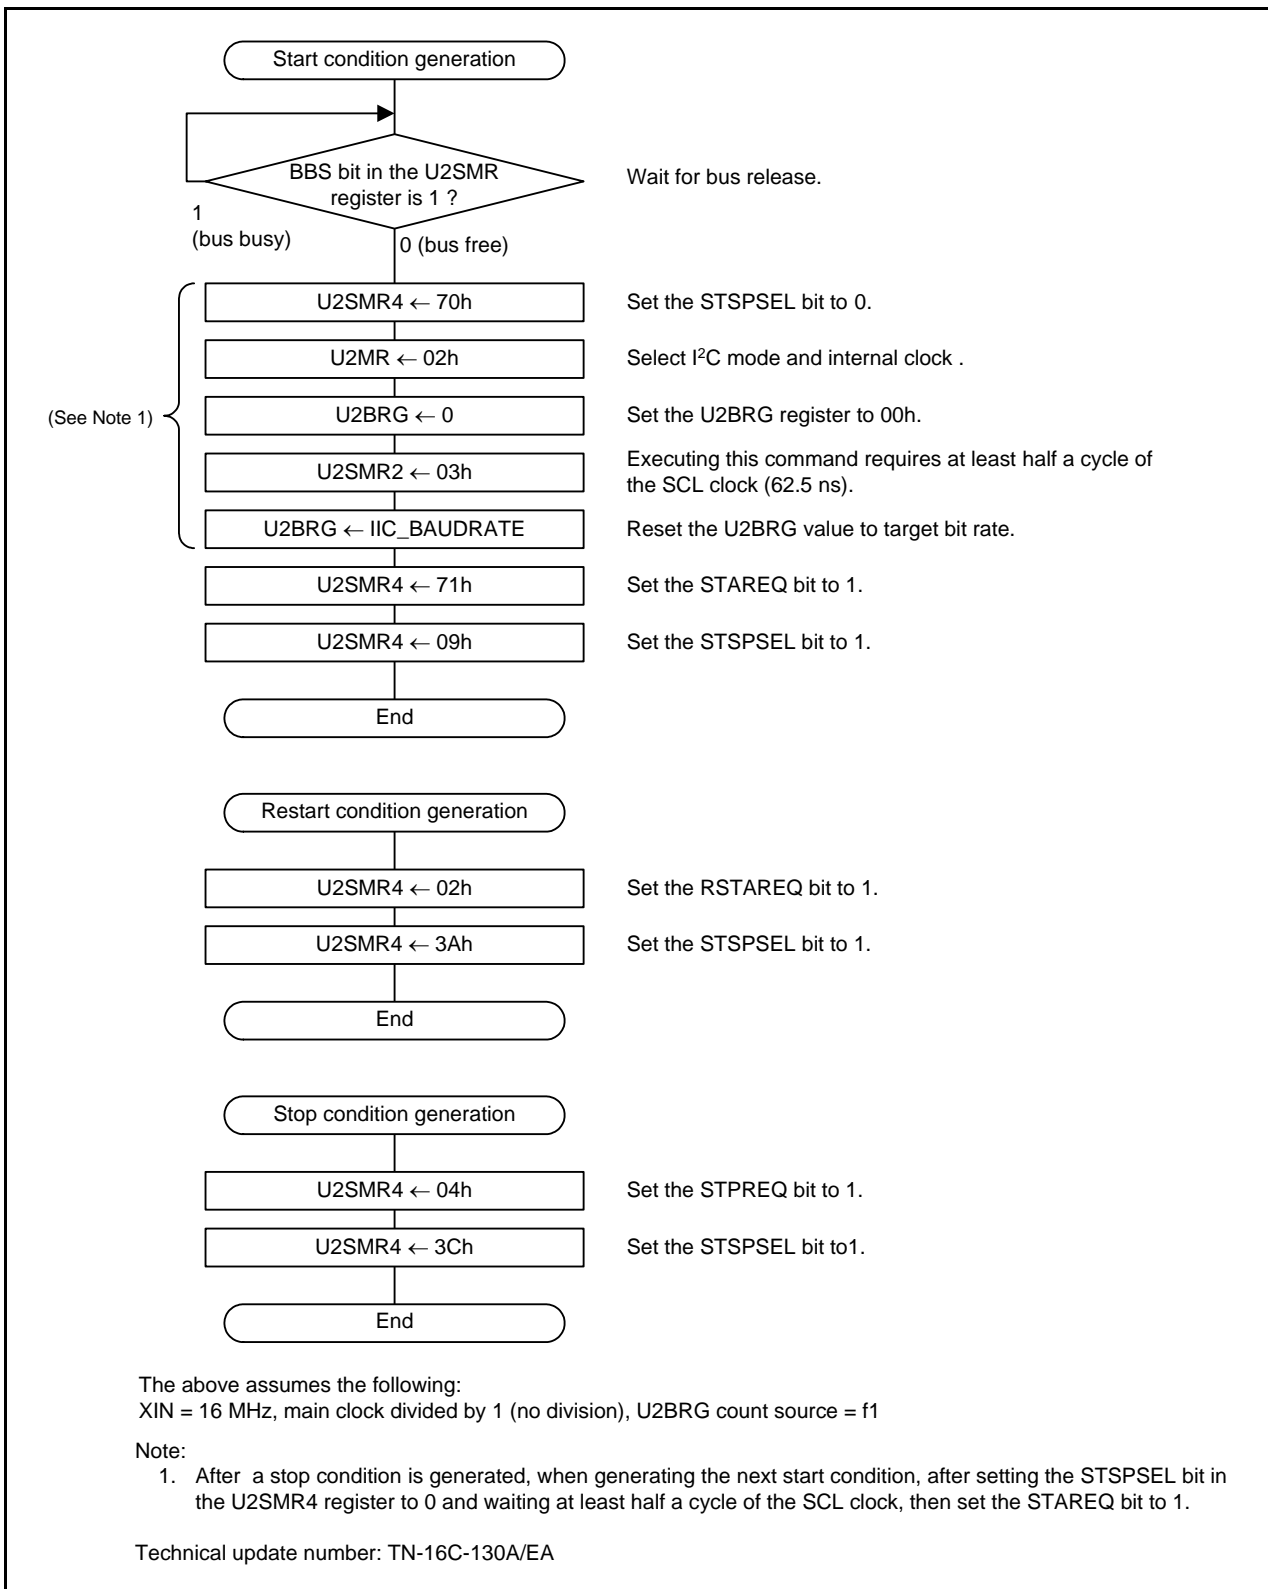 Start condition generation
BBS bit in the U2SMR
register is 1 ?
Wait for bus release.
1
(bus busy)
0 (bus free)
(See Note 1)
U2SMR4 ← 70h
Set the STSPSEL bit to 0.
U2MR ← 02h
Select I²C mode and internal clock .
U2BRG ← 0
Set the U2BRG register to 00h.
U2SMR2 ← 03h
Executing this command requires at least half a cycle of
the SCL clock (62.5 ns).
U2BRG ← IIC_BAUDRATE
Reset the U2BRG value to target bit rate.
U2SMR4 ← 71h
Set the STAREQ bit to 1.
U2SMR4 ← 09h
Set the STSPSEL bit to 1.
End
Restart condition generation
U2SMR4 ← 02h
Set the RSTAREQ bit to 1.
U2SMR4 ← 3Ah
Set the STSPSEL bit to 1.
End
Stop condition generation
U2SMR4 ← 04h
Set the STPREQ bit to 1.
U2SMR4 ← 3Ch
Set the STSPSEL bit to1.
End
The above assumes the following:
XIN = 16 MHz, main clock divided by 1 (no division), U2BRG count source = f1
Note:
1. After a stop condition is generated, when generating the next start condition, after setting the STSPSEL bit in
the U2SMR4 register to 0 and waiting at least half a cycle of the SCL clock, then set the STAREQ bit to 1.
Technical update number: TN-16C-130A/EA